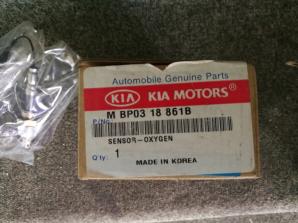 Automobile Genuine Parts
KIA KIA MOTORS®
M BP03 18 861B
P/No.
SENSOR-OXYGEN
Q'ty: 1
MADE IN KOREA